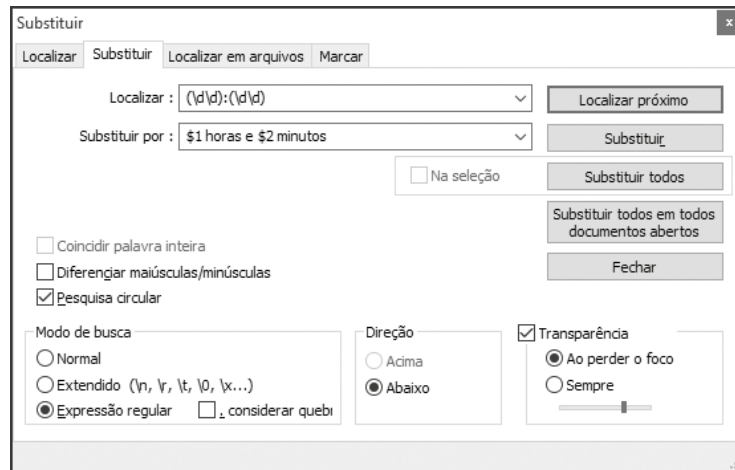 Substituir
x
Localizar Substituir Localizar em arquivos Marcar
Localizar : (\d\d):(\d\d) Localizar próximo
Substituir por : $1 horas e $2 minutos Substituir
Na seleção Substituir todos
Substituir todos em todos
documentos abertos
Coincidir palavra inteira
Diferençiar maiúsculas/minúsculas
Fechar
Pesquisa circular
Modo de busca Direção Transparência
Normal Acima Ao perder o foco
Extendido (\n, \r, \t, \0, \x...) Abaixo Sempre
Expressão regular . considerar quebr